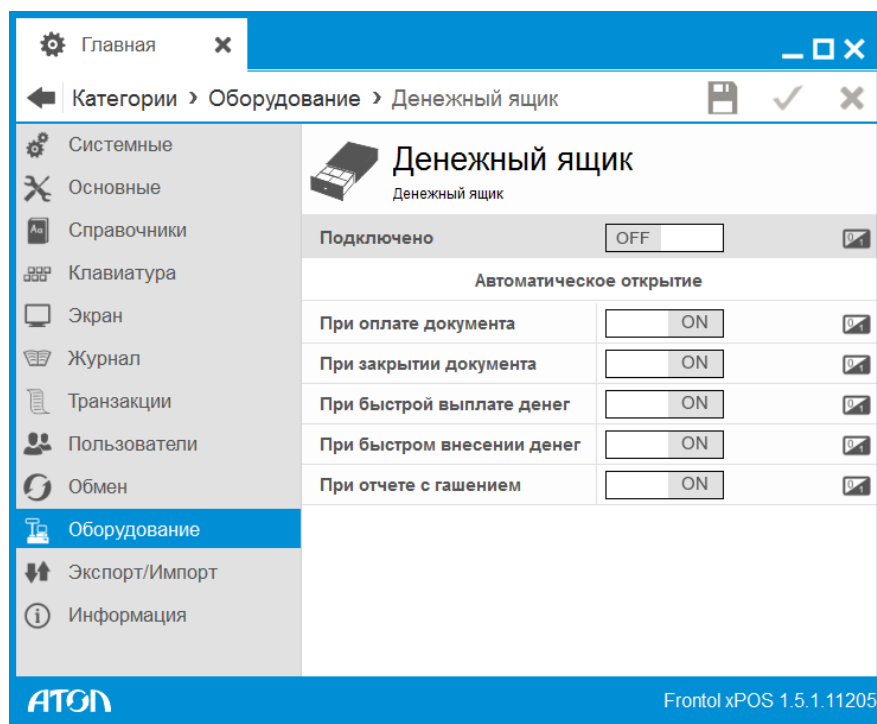 Главная
Категории › Оборудование › Денежный ящик
Системные
Основные
Справочники
Клавиатура
Экран
Журнал
Транзакции
Пользователи
Обмен
Оборудование
Экспорт/Импорт
Информация
Денежный ящик
Денежный ящик
Подключено OFF
Автоматическое открытие
При оплате документа ON
При закрытии документа ON
При быстрой выплате денег ON
При быстром внесении денег ON
При отчете с гашением ON
АТОЛ
Frontol xPOS 1.5.1.11205